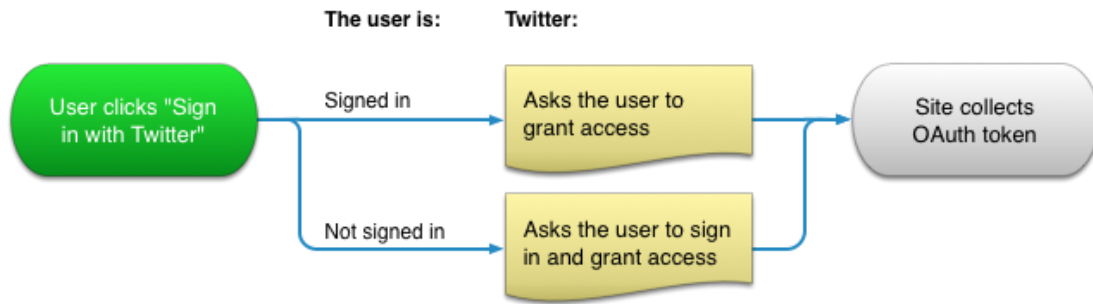 The user is:
Twitter:
User clicks "Sign
in with Twitter"
Signed in
Asks the user to
grant access
Site collects
OAuth token
Not signed in
Asks the user to sign
in and grant access